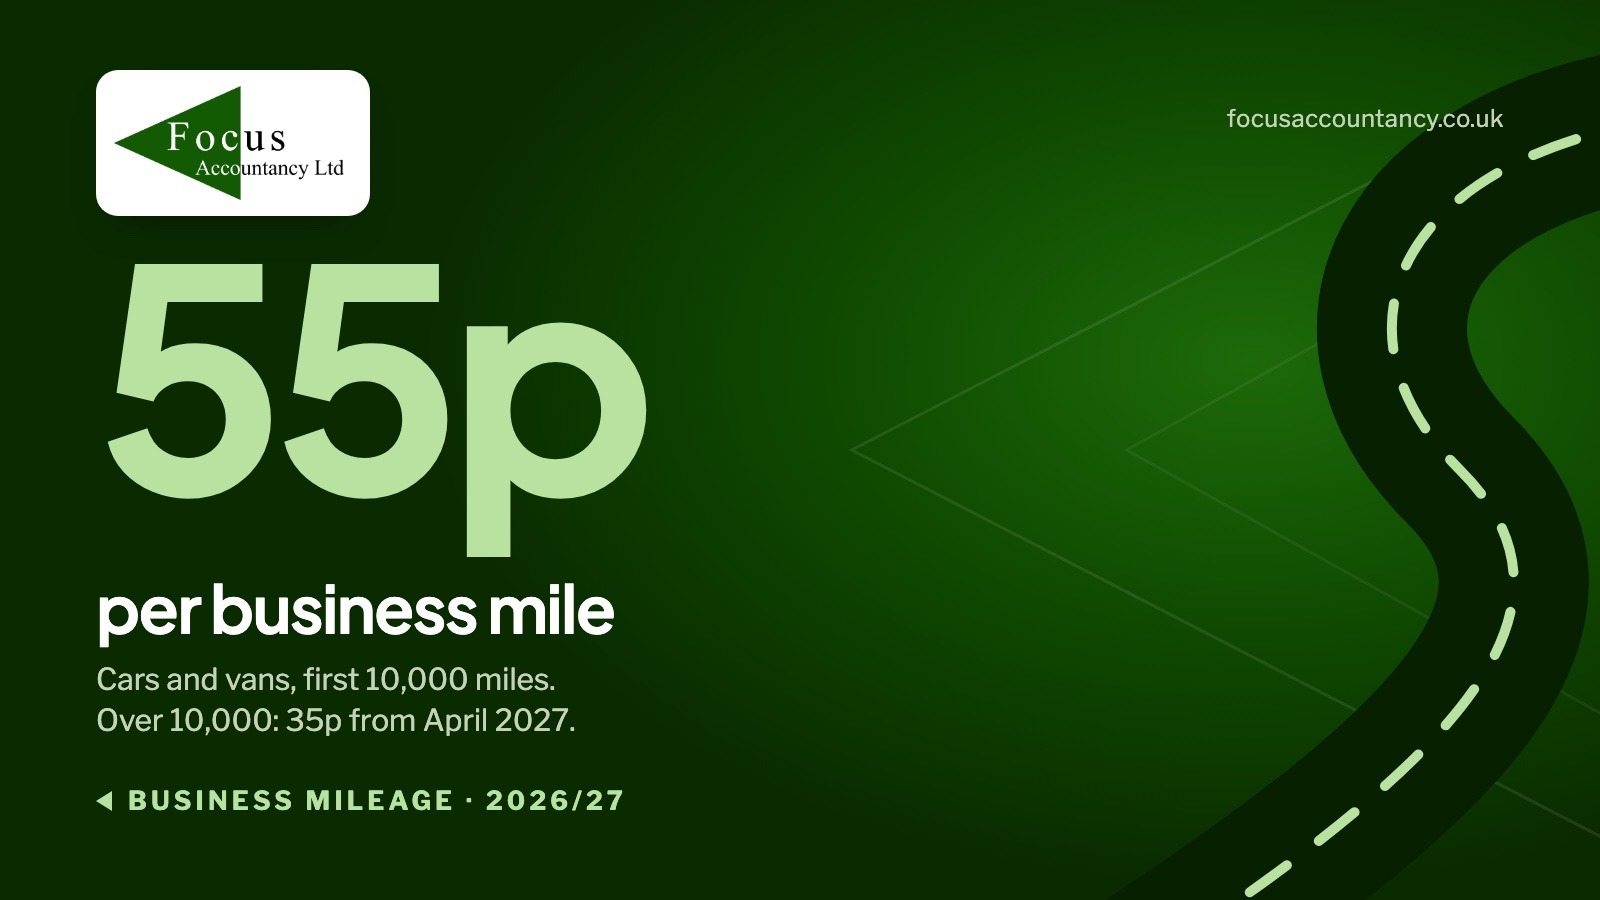 Focus
Accountancy Ltd
focusaccountancy.co.uk
55p
per business mile
Cars and vans, first 10,000 miles.
Over 10,000: 35p from April 2027.
BUSINESS MILEAGE · 2026/27